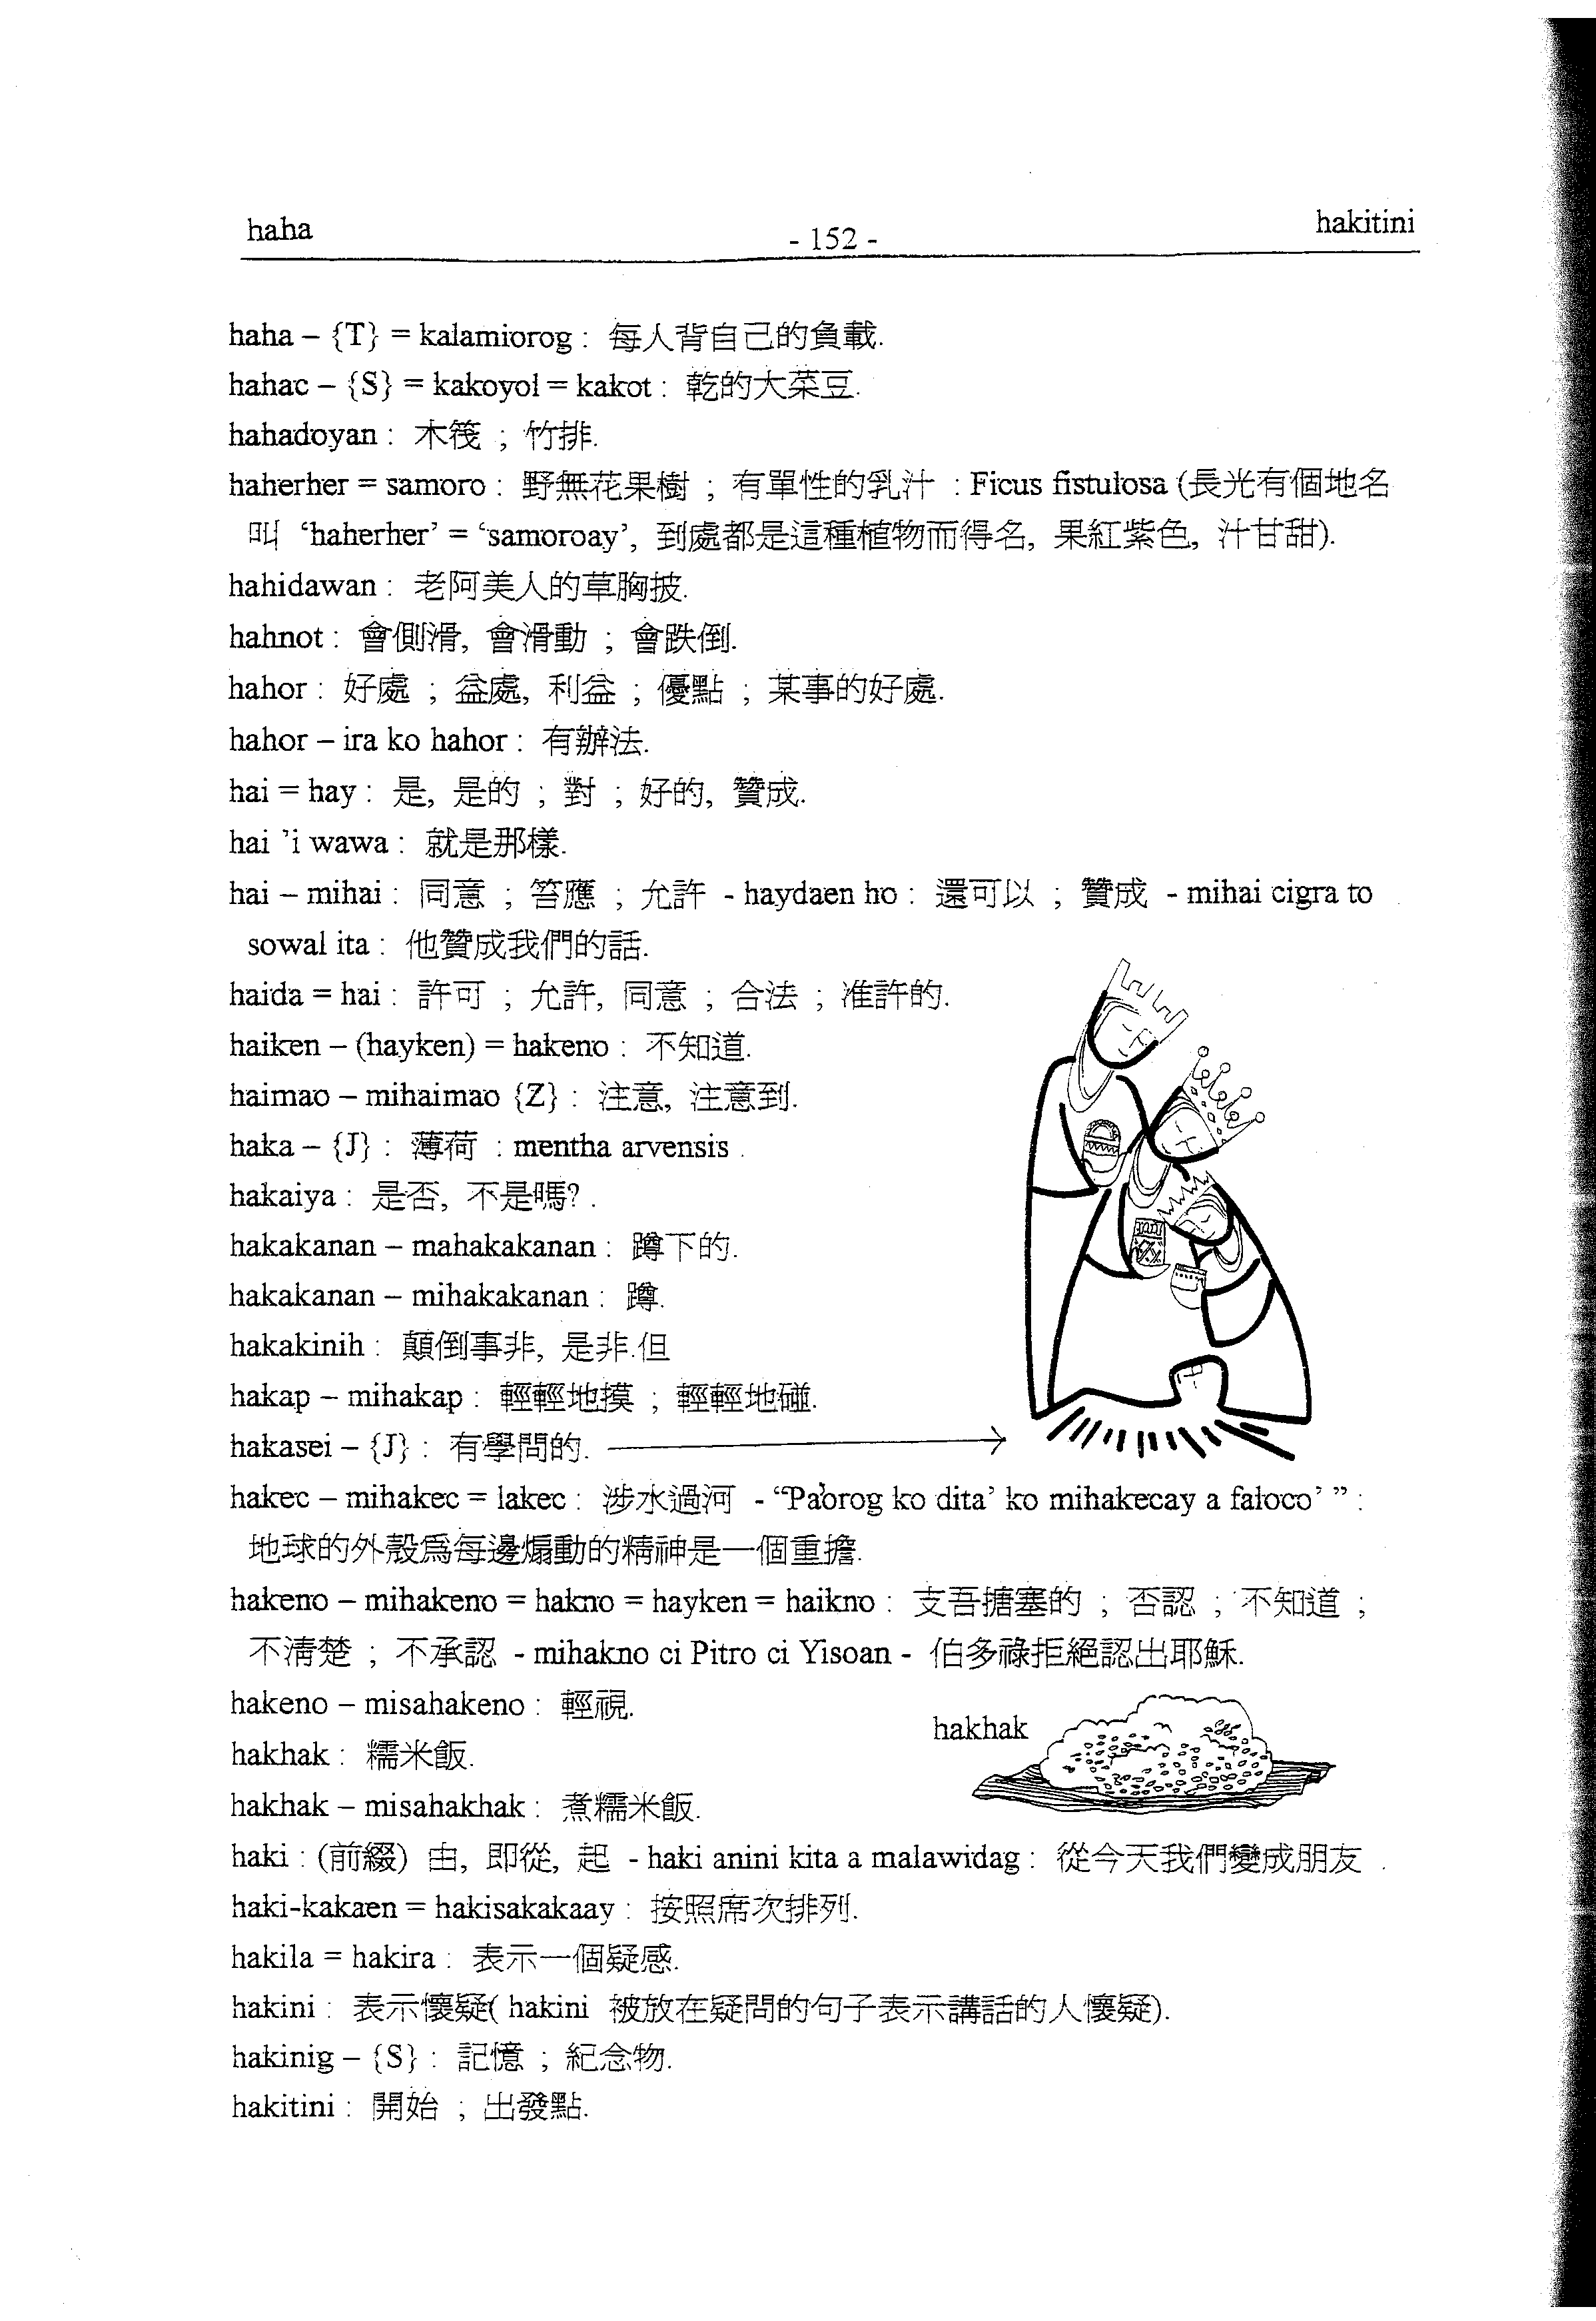 haha
- 152 -
hakitini
haha – {T} = kalamiorog : 每人背自己的負載.
hahac – {S} = kakoyol = kakot : 乾的大菜豆.
hahadoyan : 木筏 ; 竹排.
haherher = samoro : 野無花果樹 ; 有單性的乳汁 : Ficus fistulosa (長光有個地名
叫 ‘haherher’ = ‘samoroay’, 到處都是這種植物而得名, 果紅紫色, 汁甘甜).
hahidawan : 老阿美人的草胸披.
hahnot : 會側滑, 會滑動 ; 會跌倒.
hahor : 好處 ; 益處, 利益 ; 優點 ; 某事的好處.
hahor – ira ko hahor : 有辦法.
hai = hay : 是, 是的 ; 對 ; 好的, 贊成.
hai ’i wawa : 就是那樣.
hai – mihai : 同意 ; 答應 ; 允許 - haydaen ho : 還可以 ; 贊成 - mihai cigra to
sowal ita : 他贊成我們的話.
haida = hai : 許可 ; 允許, 同意 ; 合法 ; 准許的.
haiken – (hayken) = hakeno : 不知道.
haimao – mihaimao {Z} : 注意, 注意到.
haka – {J} : 薄荷 : mentha arvensis .
hakaiya : 是否, 不是嗎? .
hakakanan – mahakakanan : 蹲下的.
hakakanan – mihakakanan : 蹲.
hakakinih : 顛倒事非, 是非.但
hakap – mihakap : 輕輕地摸 ; 輕輕地碰.
hakasei – {J} : 有學問的.
hakec – mihakec = lakec : 涉水過河 - “Pa’orog ko dita’ ko mihakecay a faloco’ ” :
地球的外殼爲每邊煽動的精神是一個重擔.
hakeno – mihakeno = hakno = hayken = haikno : 支吾搪塞的 ; 否認 ; 不知道 ;
不清楚 ; 不承認 - mihakno ci Pitro ci Yisoan - 伯多祿拒絕認出耶穌.
hakeno – misahakeno : 輕視.
hakhak
hakhak : 糯米飯.
hakhak – misahakhak : 煮糯米飯.
haki : (前綴) 由, 即從, 起 - haki anini kita a malawidag : 從今天我們變成朋友 .
haki-kakaen = hakisakakaay : 按照席次排列.
hakila = hakira : 表示一個疑感.
hakini : 表示懷疑( hakini 被放在疑問的句子表示講話的人懷疑).
hakinig – {S} : 記憶 ; 紀念物.
hakitini : 開始 ; 出發點.